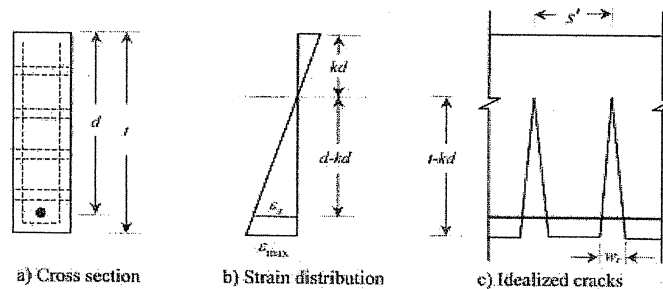 s'
kd
d
t
d-kd
t-kd
εs
εmax
wc
a) Cross section
b) Strain distribution
c) Idealized cracks